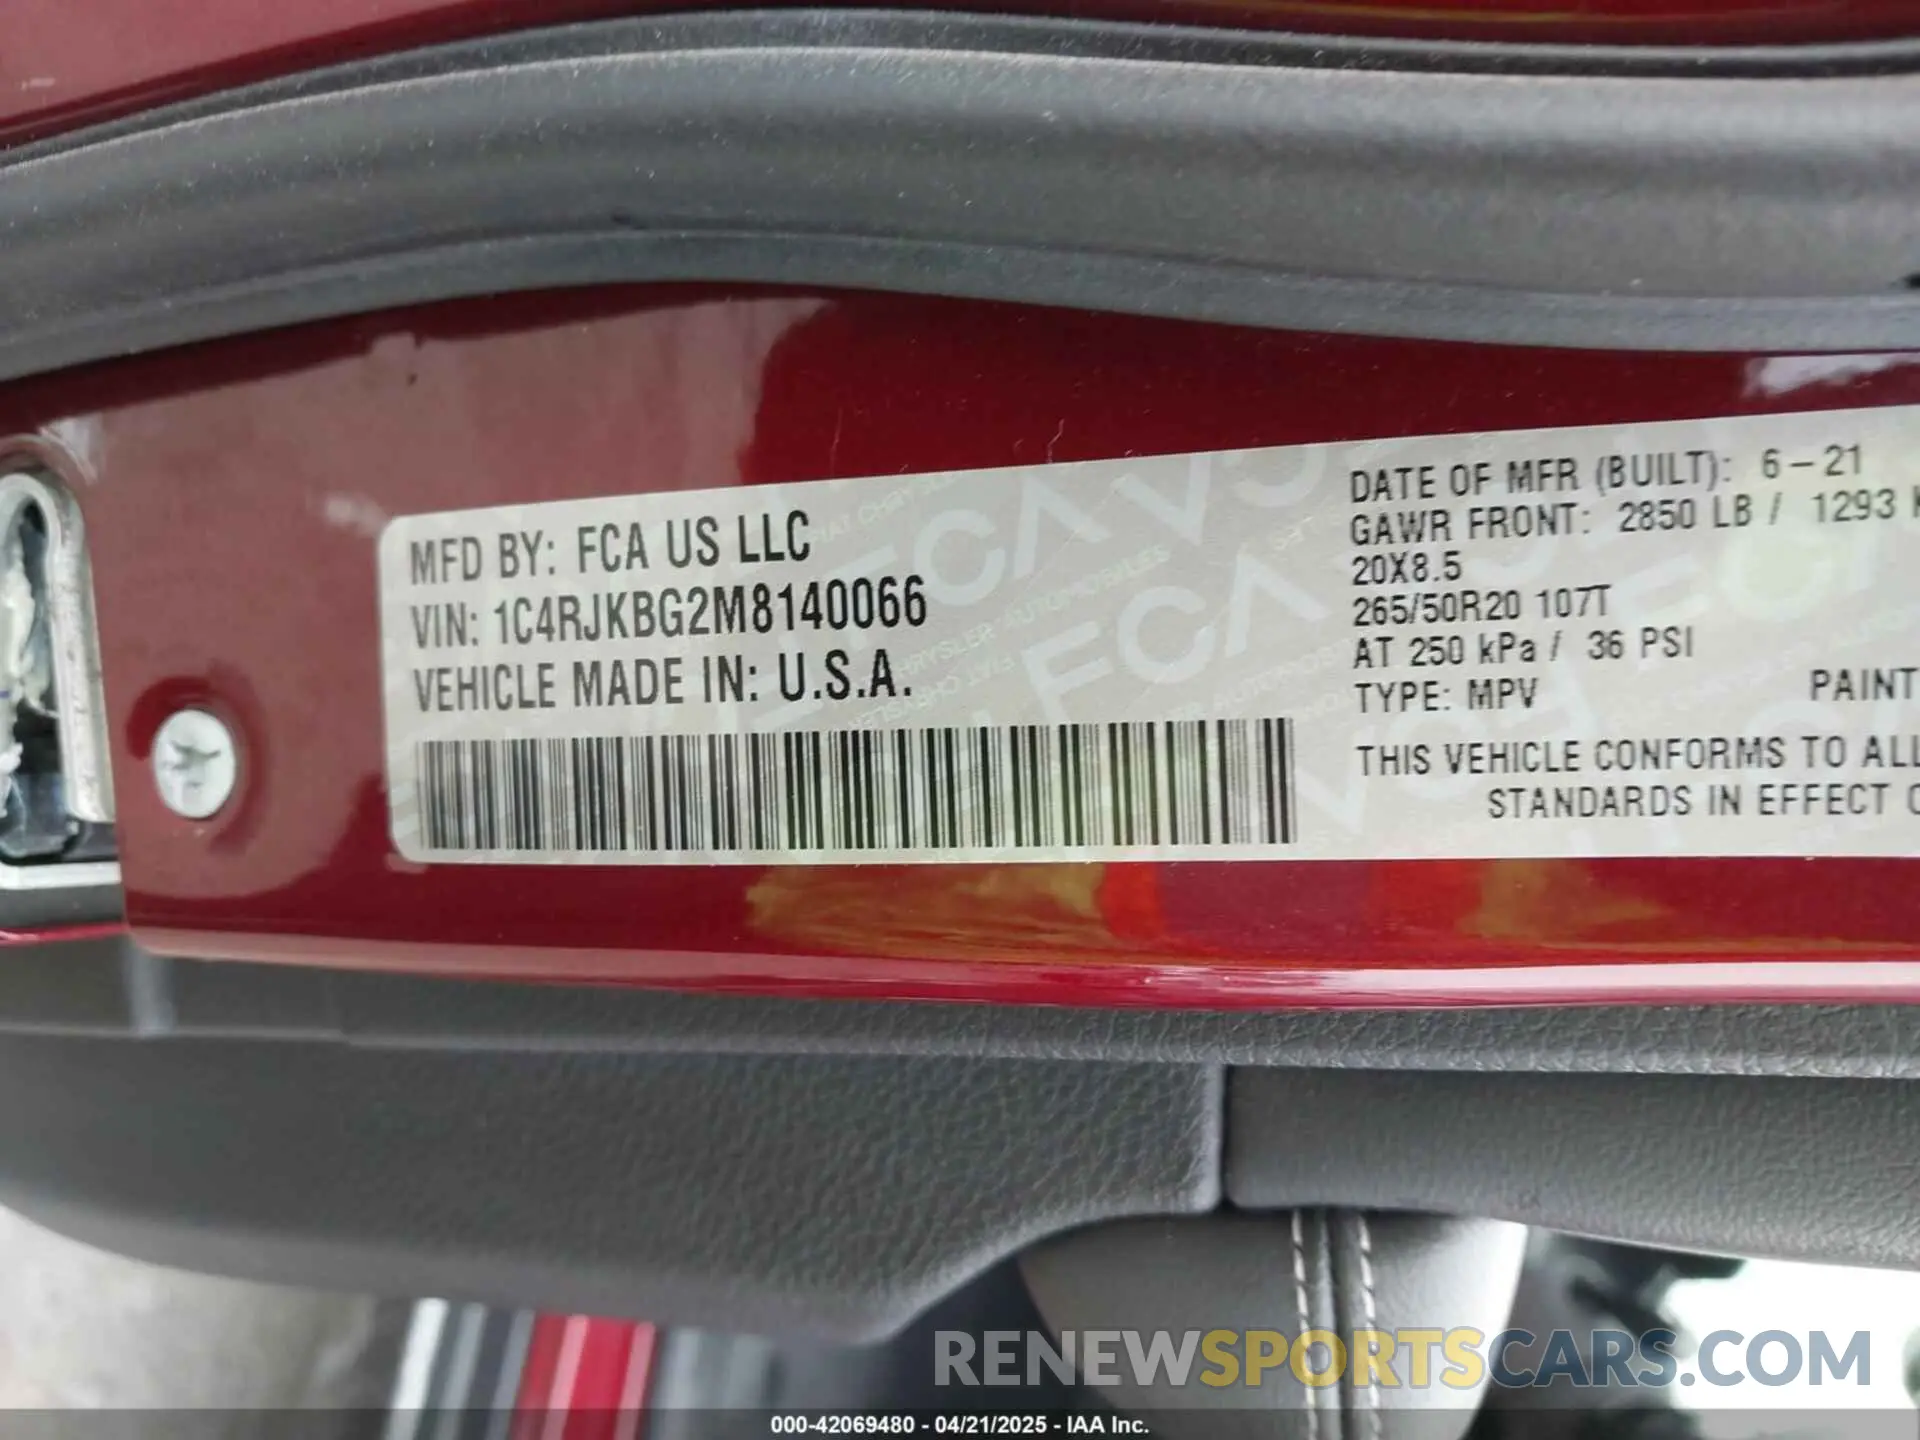 MFD BY: FCA US LLC
VIN: 1C4RJKBG2M8140066
VEHICLE MADE IN: U.S.A.
DATE OF MFR (BUILT): 6-21
GAWR FRONT: 2850 LB / 1293 K
20X8.5
265/50R20 107T
AT 250 kPa / 36 PSI
TYPE: MPV
PAINT
THIS VEHICLE CONFORMS TO ALL
STANDARDS IN EFFECT O
RENEWSPORTSCARS.COM
000-42069480 - 04/21/2025 - IAA Inc.